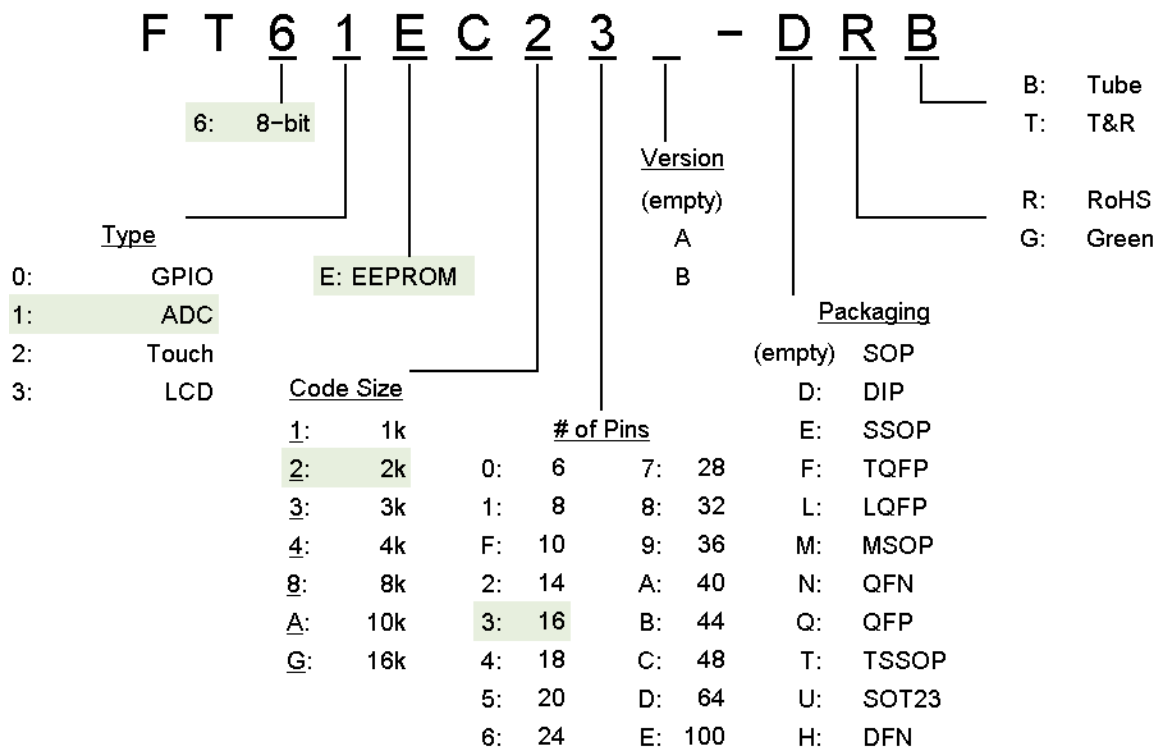 F T 6 1 E C 2 3 _ - D R B
6: 8-bit
B: Tube
T: T&R
R: RoHS
G: Green
Version
(empty)
A
B
Type
0: GPIO
1: ADC
2: Touch
3: LCD
E: EEPROM
Code Size
1: 1k
2: 2k
3: 3k
4: 4k
8: 8k
A: 10k
G: 16k
# of Pins
0: 6 7: 28
1: 8 8: 32
F: 10 9: 36
2: 14 A: 40
3: 16 B: 44
4: 18 C: 48
5: 20 D: 64
6: 24 E: 100
Packaging
(empty) SOP
D: DIP
E: SSOP
F: TQFP
L: LQFP
M: MSOP
N: QFN
Q: QFP
T: TSSOP
U: SOT23
H: DFN